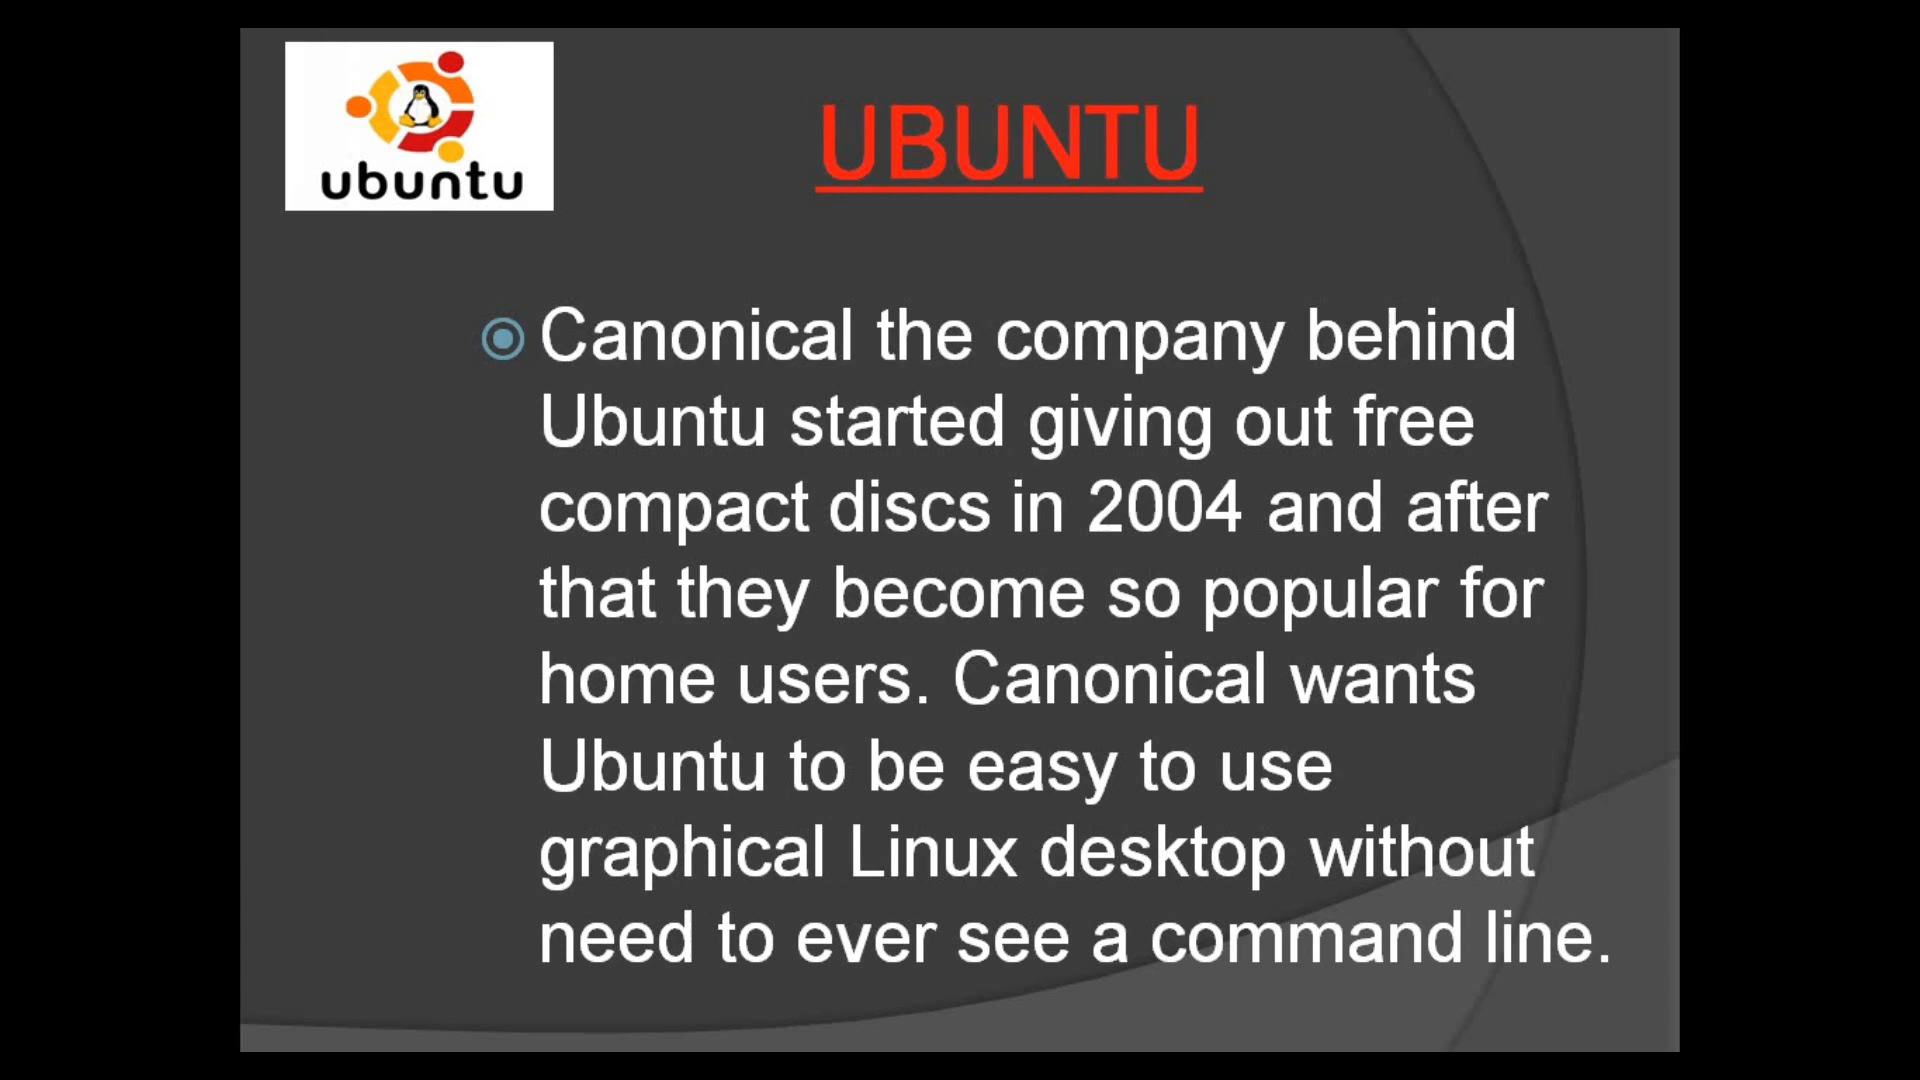 ubuntu
UBUNTU
Canonical the company behind
Ubuntu started giving out free
compact discs in 2004 and after
that they become so popular for
home users. Canonical wants
Ubuntu to be easy to use
graphical Linux desktop without
need to ever see a command line.